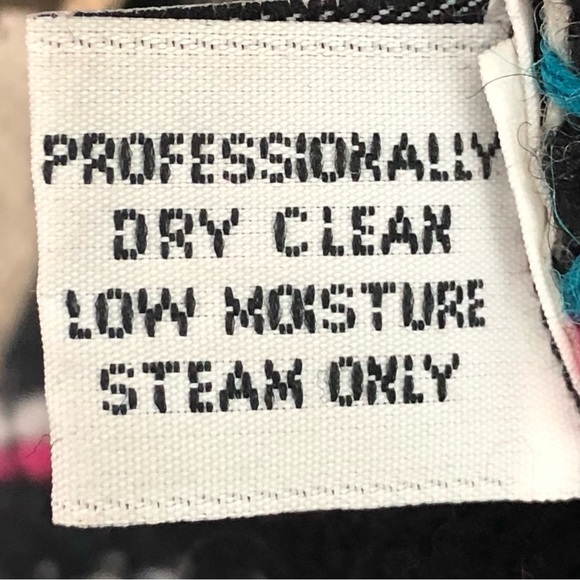 PROFESSIONALLY
DRY CLEAN
LOW MOISTURE
STEAM ONLY